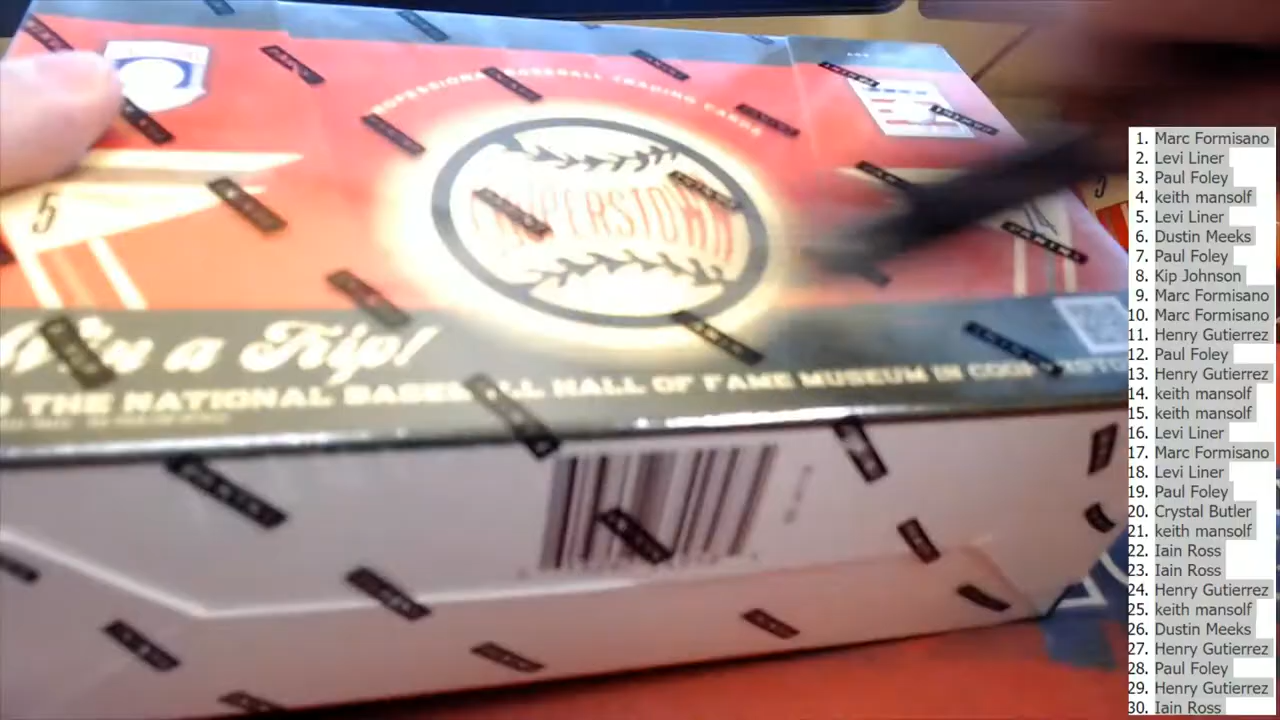 PROFESSIONAL BASEBALL TRADING CARDS
COOPERSTOWN
5
Win a Trip!
THE NATIONAL BASEBALL HALL OF FAME MUSEUM IN
1. Marc Formisano
2. Levi Liner
3. Paul Foley
4. keith mansolf
5. Levi Liner
6. Dustin Meeks
7. Paul Foley
8. Kip Johnson
9. Marc Formisano
10. Marc Formisano
11. Henry Gutierrez
12. Paul Foley
13. Henry Gutierrez
14. keith mansolf
15. keith mansolf
16. Levi Liner
17. Marc Formisano
18. Levi Liner
19. Paul Foley
20. Crystal Butler
21. keith mansolf
22. Iain Ross
23. Iain Ross
24. Henry Gutierrez
25. keith mansolf
26. Dustin Meeks
27. Henry Gutierrez
28. Paul Foley
29. Henry Gutierrez
30. Iain Ross